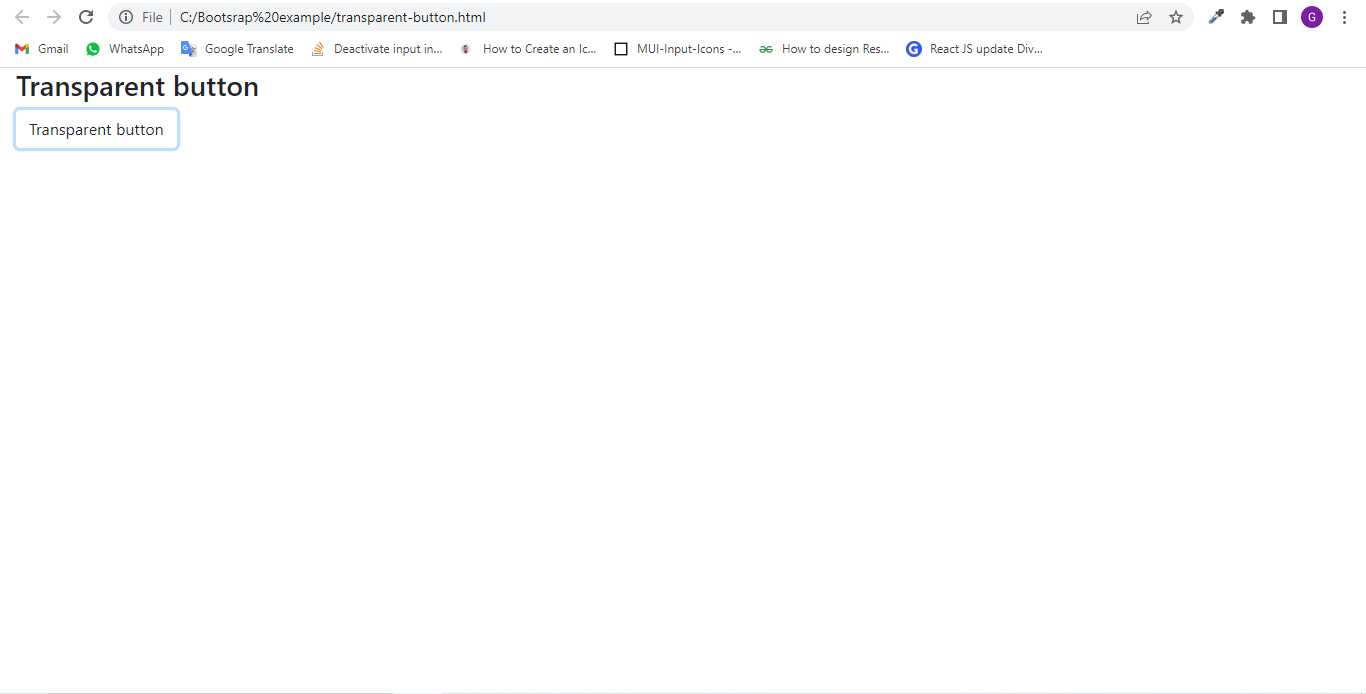 File C:/Bootsrap%20example/transparent-button.html G
Gmail WhatsApp Google Translate Deactivate input in... How to Create an Ic... MUI-Input-Icons -... How to design Res... React JS update Div...
Transparent button
Transparent button